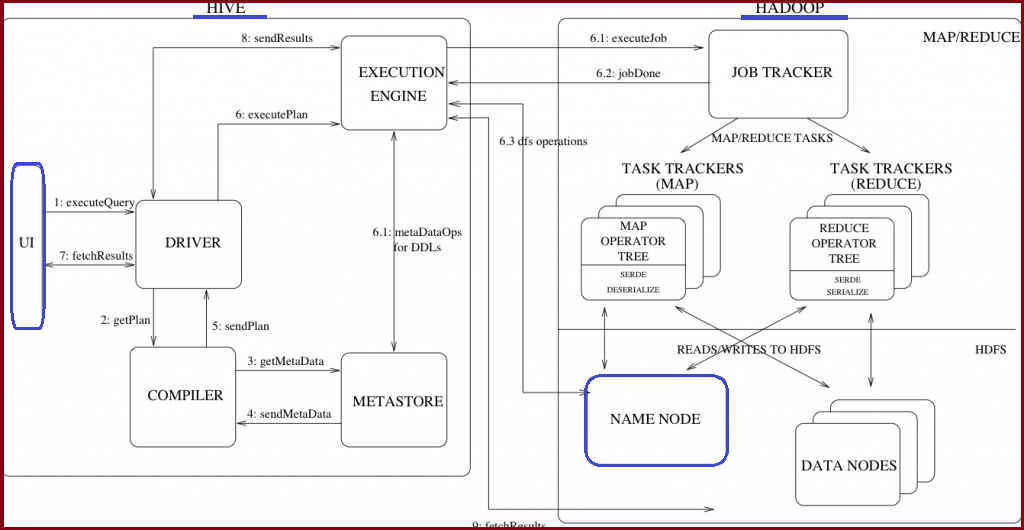 HIVE
HADOOP
MAP/REDUCE
8: sendResults
6.1: executeJob
EXECUTION
ENGINE
6.2: jobDone
JOB TRACKER
6: executePlan
6.3 dfs operations
MAP/REDUCE TASKS
TASK TRACKERS
(MAP)
TASK TRACKERS
(REDUCE)
1: executeQuery
UI
DRIVER
7: fetchResults
6.1: metaDataOps
for DDLs
MAP
OPERATOR
TREE
SERDE
DESERIALIZE
REDUCE
OPERATOR
TREE
SERDE
SERIALIZE
2: getPlan
5: sendPlan
READS/WRITES TO HDFS
HDFS
3: getMetaData
COMPILER
METASTORE
4: sendMetaData
NAME NODE
DATA NODES
9: fetchResults